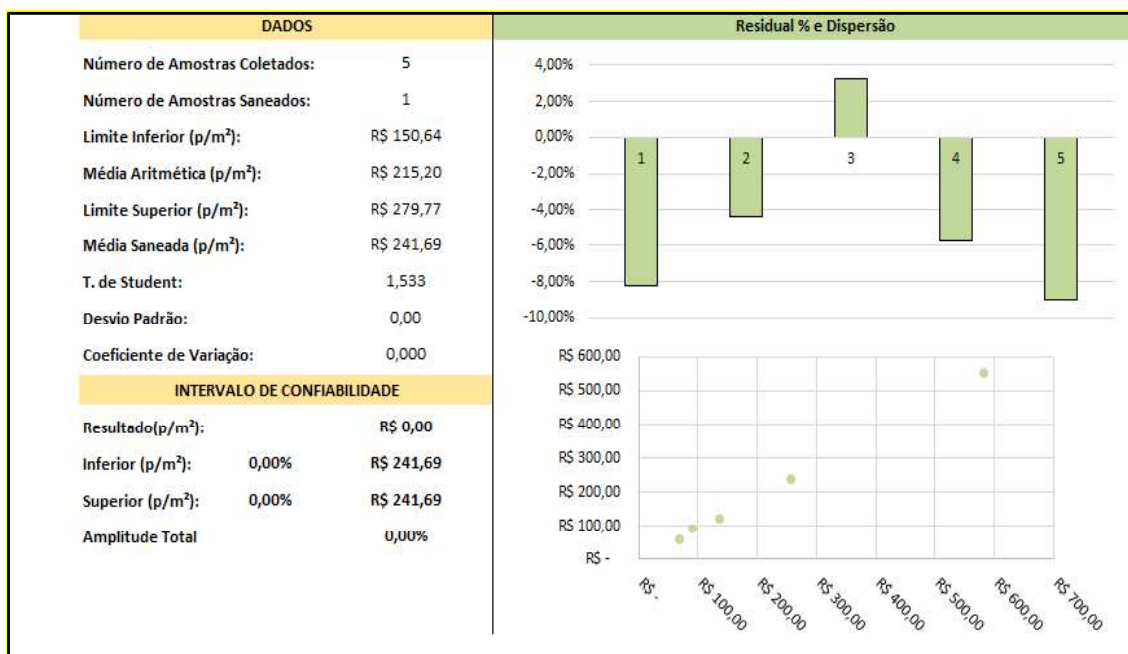 DADOS
Número de Amostras Coletados: 5
Número de Amostras Saneados: 1
Limite Inferior (p/m²): R$ 150,64
Média Aritmética (p/m²): R$ 215,20
Limite Superior (p/m²): R$ 279,77
Média Saneada (p/m²): R$ 241,69
T. de Student: 1,533
Desvio Padrão: 0,00
Coeficiente de Variação: 0,000
INTERVALO DE CONFIABILIDADE
Resultado(p/m²): R$ 0,00
Inferior (p/m²): 0,00% R$ 241,69
Superior (p/m²): 0,00% R$ 241,69
Amplitude Total 0,00%
Residual % e Dispersão
4,00%
2,00%
0,00%
-2,00%
-4,00%
-6,00%
-8,00%
-10,00%
1 2 3 4 5
R$ 600,00
R$ 500,00
R$ 400,00
R$ 300,00
R$ 200,00
R$ 100,00
R$ -
R$ - R$ 100,00 R$ 200,00 R$ 300,00 R$ 400,00 R$ 500,00 R$ 600,00 R$ 700,00